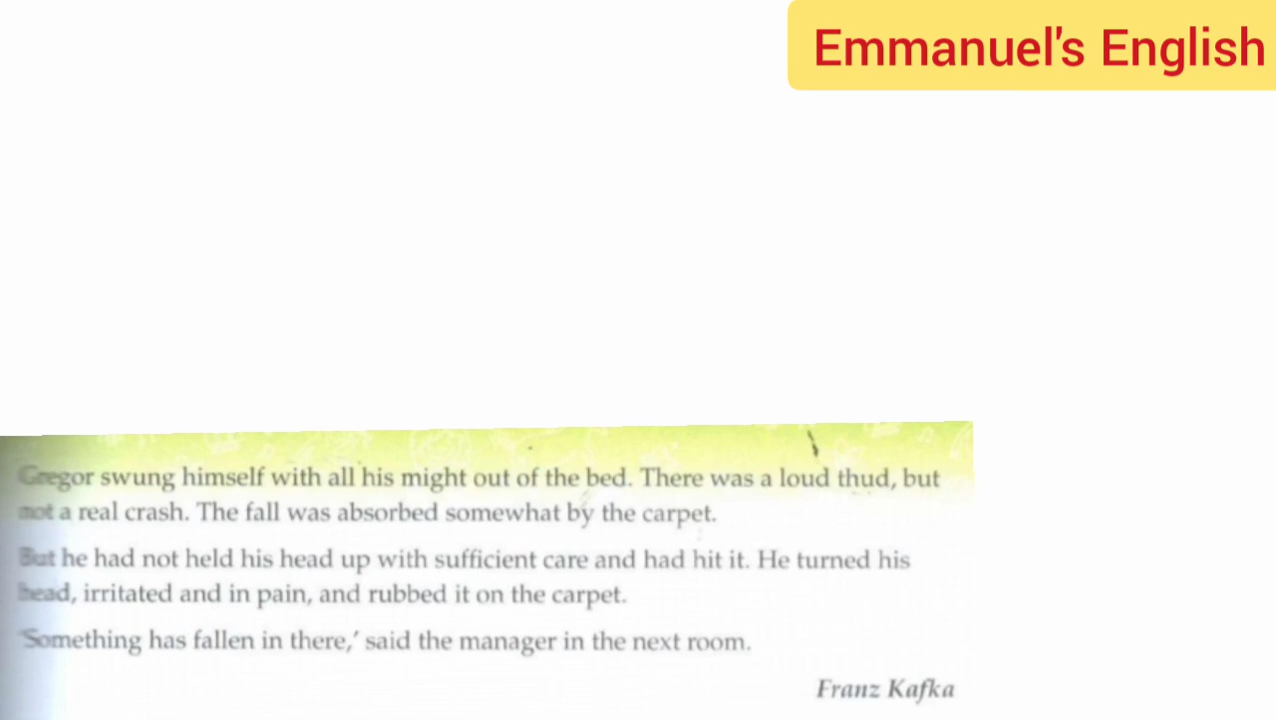 Emmanuel's English
Gregor swung himself with all his might out of the bed. There was a loud thud, but
not a real crash. The fall was absorbed somewhat by the carpet.
But he had not held his head up with sufficient care and had hit it. He turned his
head, irritated and in pain, and rubbed it on the carpet.
'Something has fallen in there,' said the manager in the next room.
Franz Kafka